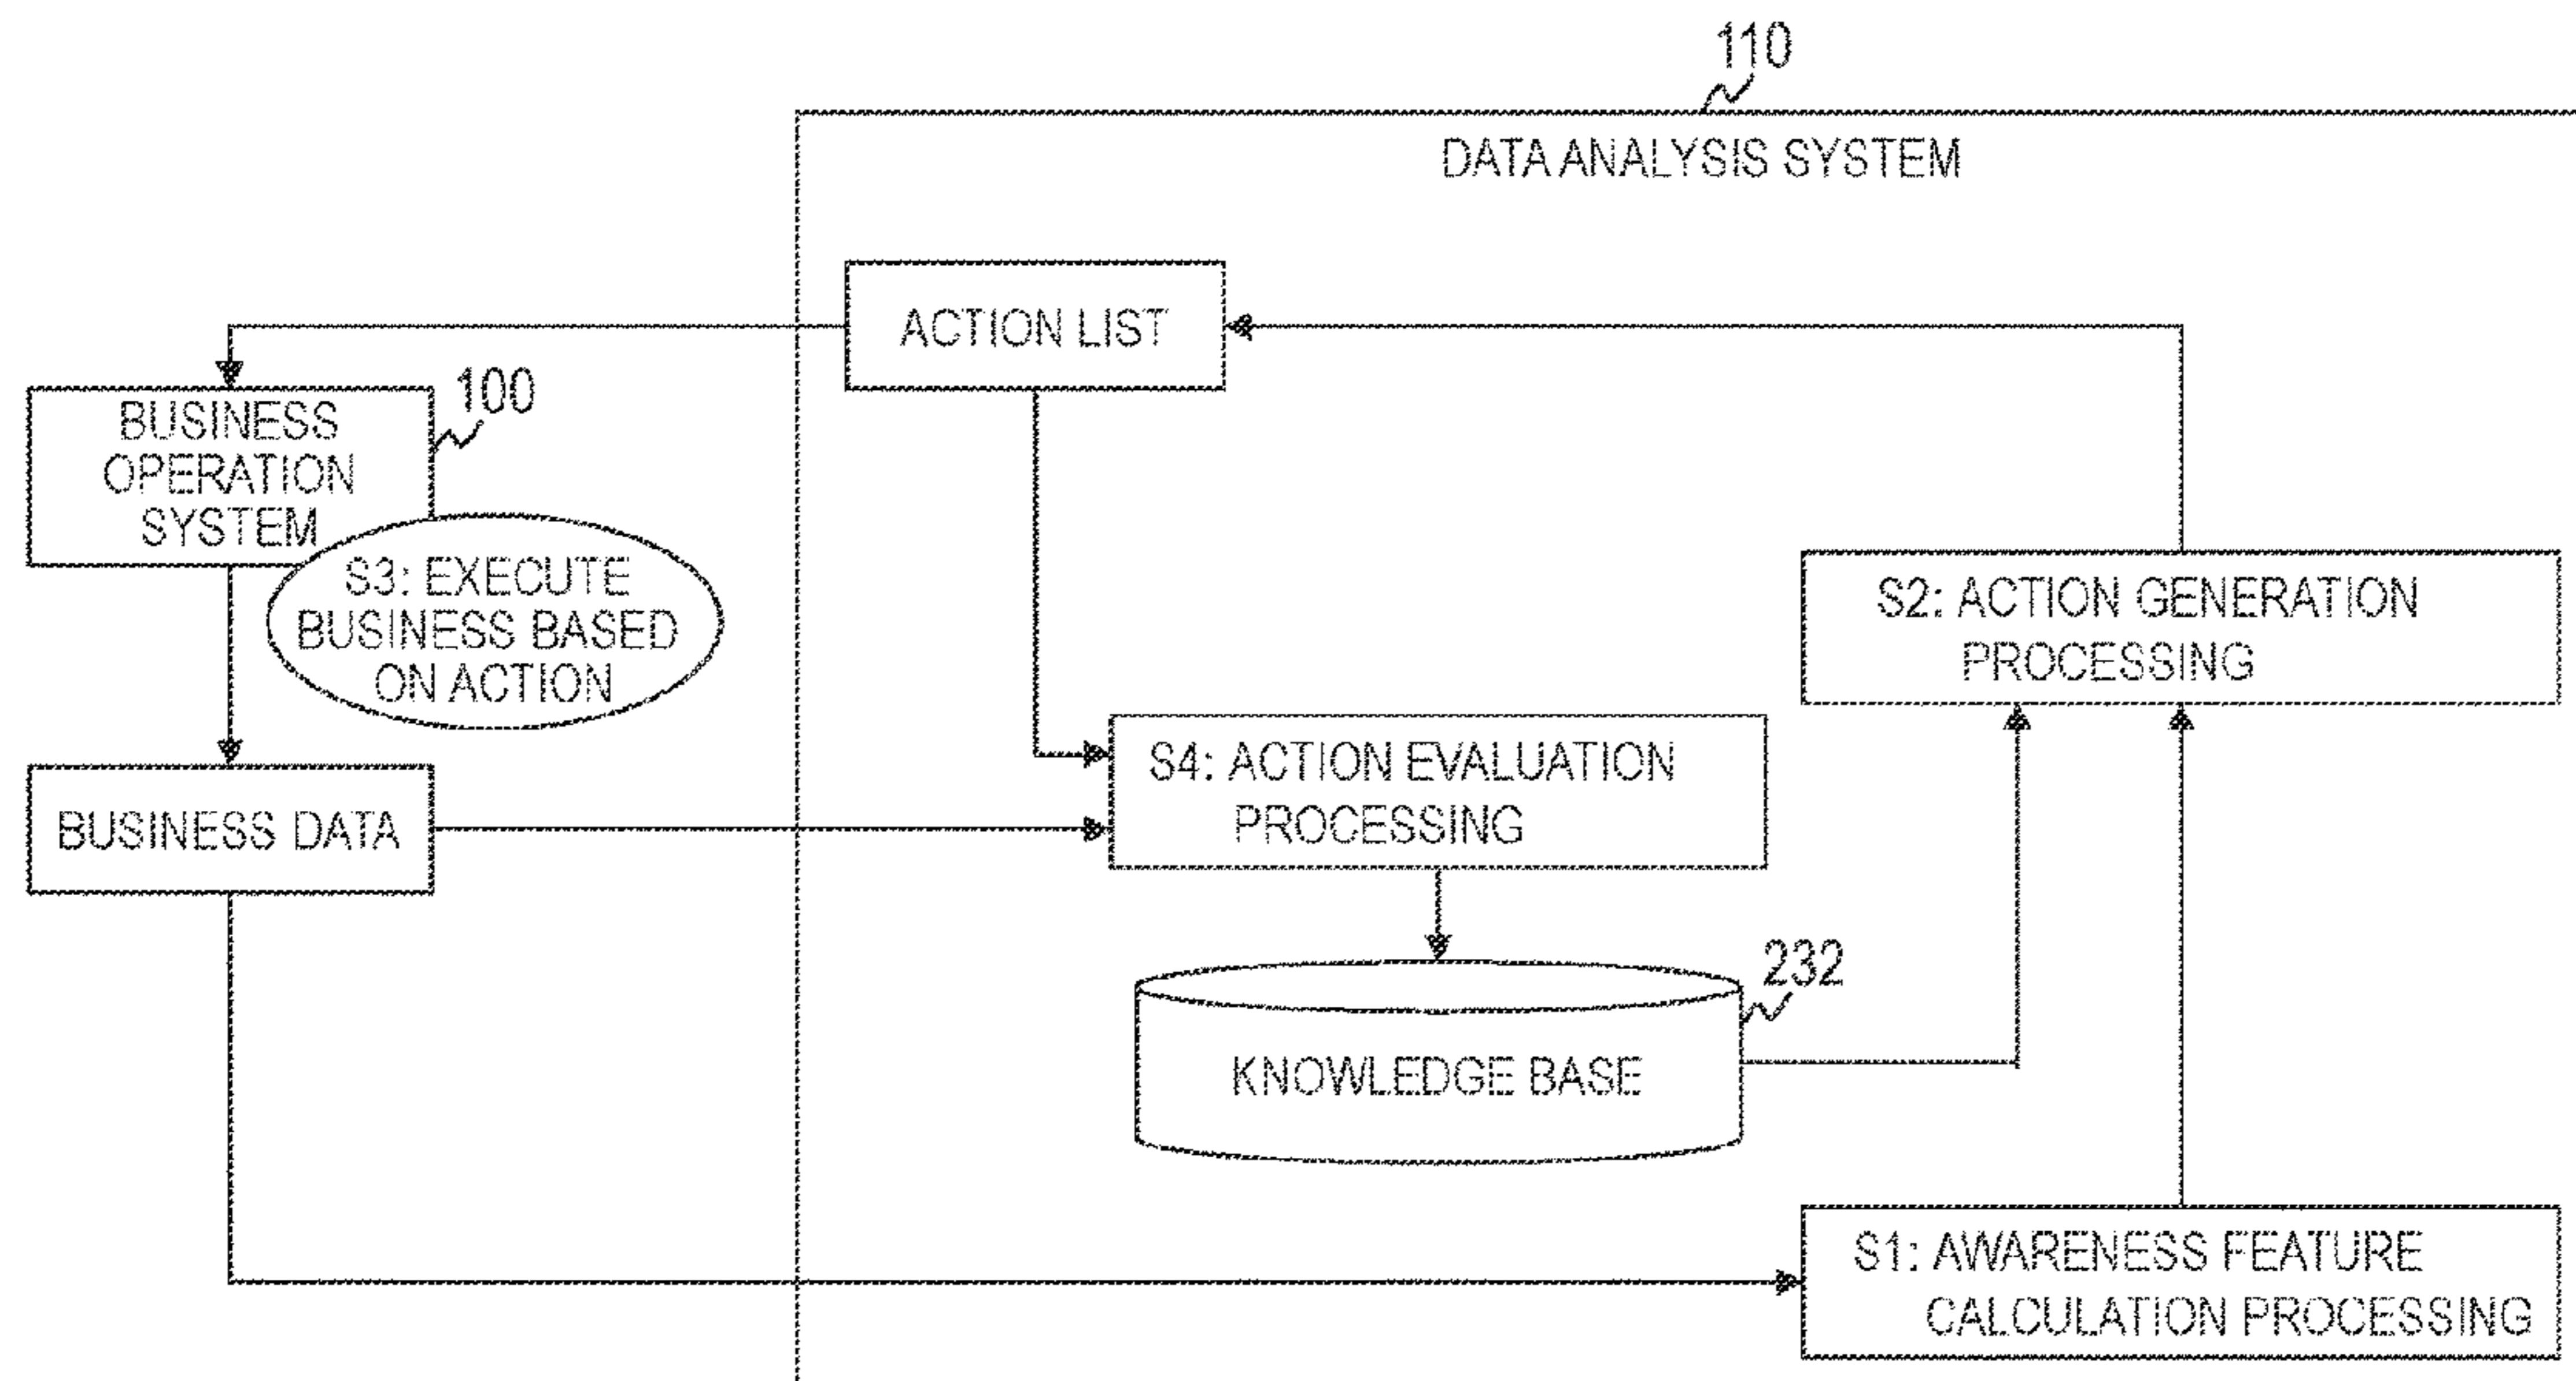 110
DATA ANALYSIS SYSTEM
ACTION LIST
100
BUSINESS
OPERATION
SYSTEM
S3: EXECUTE
BUSINESS BASED
ON ACTION
S2: ACTION GENERATION
PROCESSING
S4: ACTION EVALUATION
PROCESSING
BUSINESS DATA
232
KNOWLEDGE BASE
S1: AWARENESS FEATURE
CALCULATION PROCESSING